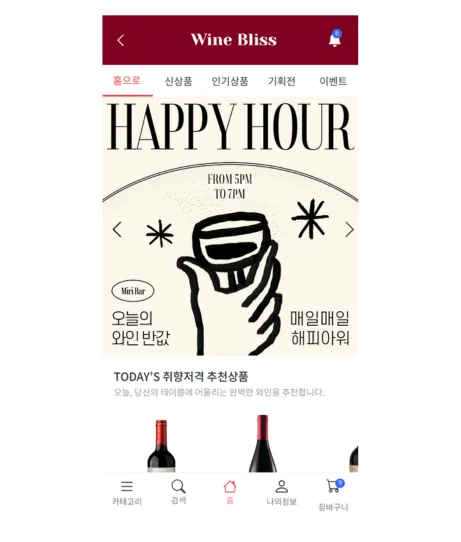 Wine Bliss
홈으로 신상품 인기상품 기획전 이벤트
HAPPY HOUR
FROM 5PM
TO 7PM
Miri Bar
오늘의
와인 반값
매일매일
해피아워
TODAY'S 취향저격 추천상품
오늘, 당신의 테이블에 어울리는 완벽한 와인을 추천합니다.
카테고리 검색 홈 나의정보 장바구니